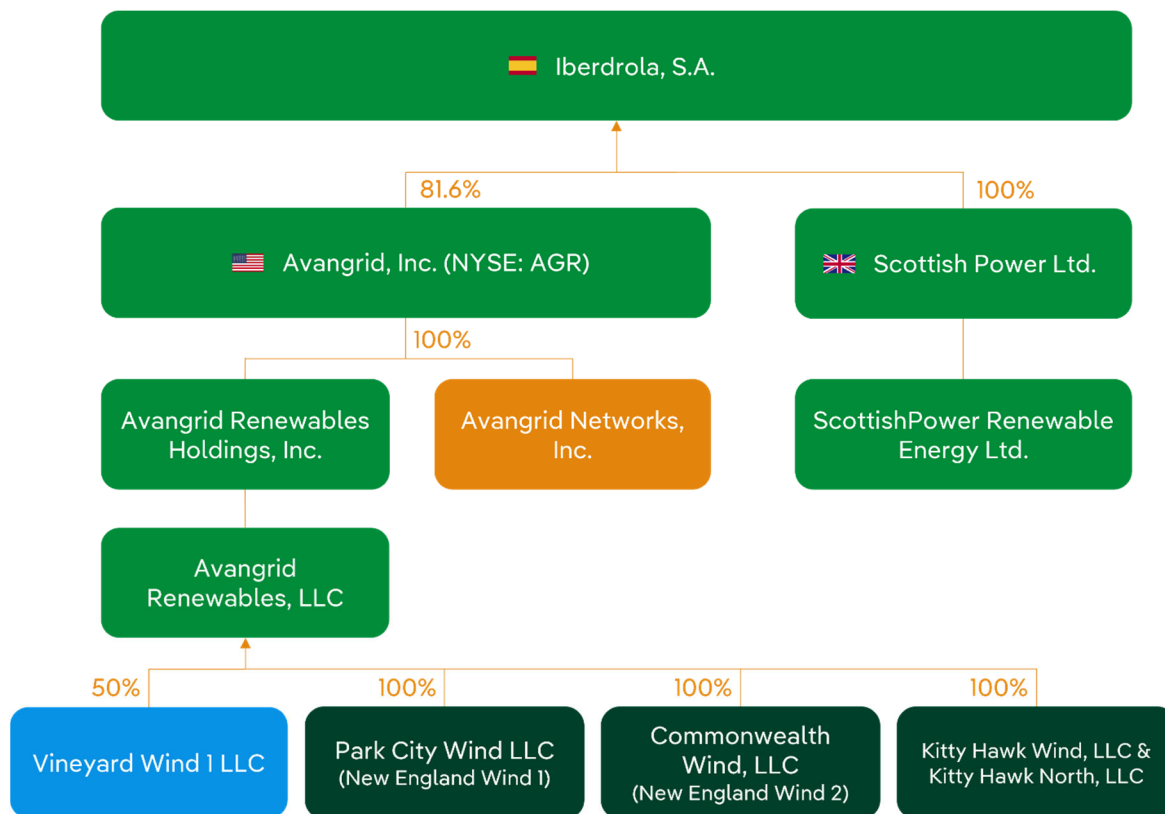 Iberdrola, S.A.
81.6%
100%
Avangrid, Inc. (NYSE: AGR)
Scottish Power Ltd.
100%
Avangrid Renewables
Holdings, Inc.
Avangrid Networks,
Inc.
ScottishPower Renewable
Energy Ltd.
Avangrid
Renewables, LLC
50%
100%
100%
100%
Vineyard Wind 1 LLC
Park City Wind LLC
(New England Wind 1)
Commonwealth
Wind, LLC
(New England Wind 2)
Kitty Hawk Wind, LLC &
Kitty Hawk North, LLC